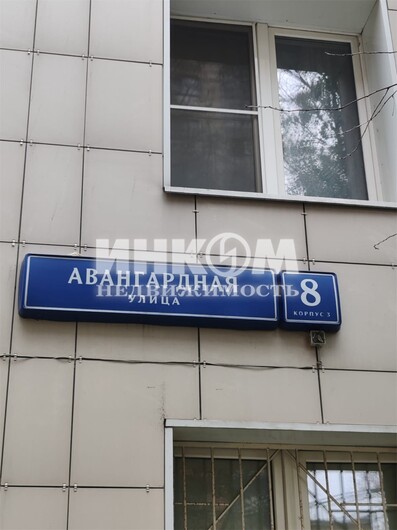 ИНКОМ
НЕДВИЖИМОСТЬ
АВАНГАРДНАЯ
УЛИЦА
8
КОРПУС 3